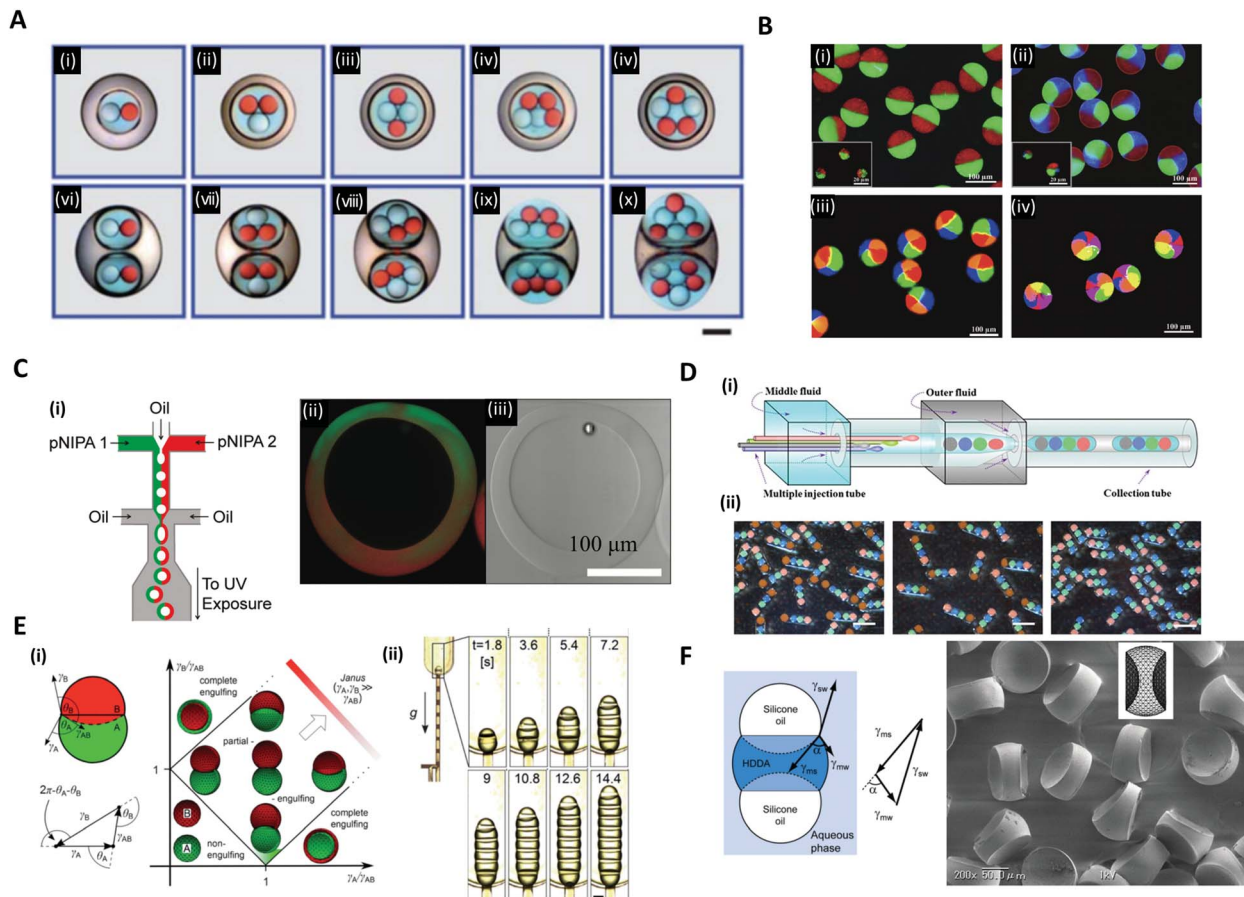 A
(i)
(ii)
(iii)
(iv)
(iv)
(vi)
(vii)
(viii)
(ix)
(x)
B
(i)
(ii)
20 μm
100 μm
20 μm
100 μm
(iii)
(iv)
100 μm
100 μm
C
(i)
Oil
pNIPA 1
pNIPA 2
Oil
Oil
To UV
Exposure
(ii)
(iii)
100 μm
D
(i)
Middle fluid
Outer fluid
Multiple injection tube
Collection tube
(ii)
E
(i)
γB
θB
B
θA
A
γAB
γA
2π-θA-θB
γB
θB
γAB
γA
θA
γB/γAB
complete
engulfing
Janus
(γA,γB ≫
γAB)
partial -
1
- engulfing
B
A
non-
engulfing
complete
engulfing
1
γA/γAB
(ii)
g
t=1.8
[s]
3.6
5.4
7.2
9
10.8
12.6
14.4
F
Silicone
oil
γsw
α
HDDA
γms
γmw
Silicone
oil
Aqueous
phase
γms
γsw
α
γmw
200x 50.0 μm
1kV